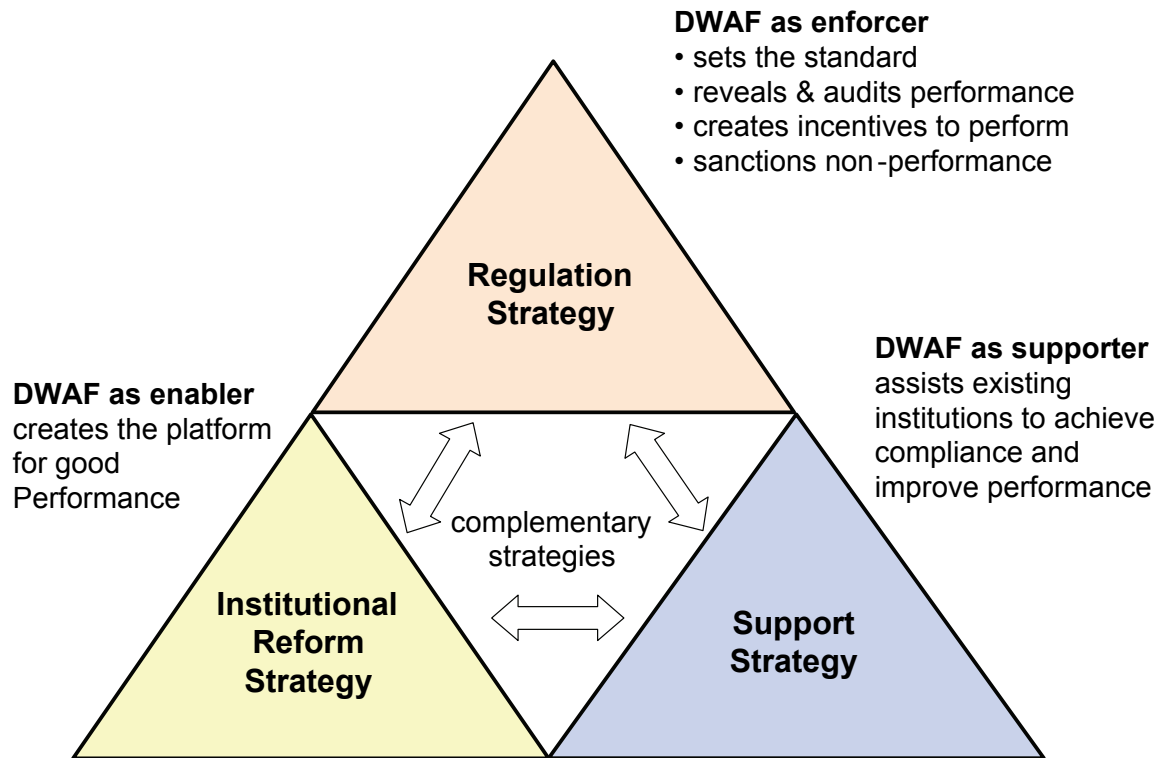 DWAF as enforcer
• sets the standard
• reveals & audits performance
• creates incentives to perform
• sanctions non-performance
Regulation
Strategy
DWAF as supporter
assists existing
institutions to achieve
compliance and
improve performance
DWAF as enabler
creates the platform
for good
Performance
complementary
strategies
Institutional
Reform
Strategy
Support
Strategy